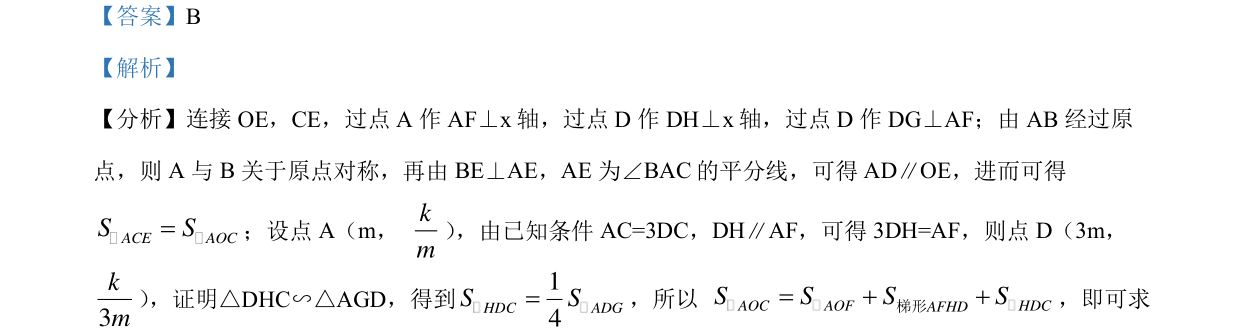 【答案】B
【解析】
【分析】连接 OE，CE，过点 A 作 AF⊥x 轴，过点 D 作 DH⊥x 轴，过点 D 作 DG⊥AF；由 AB 经过原
点，则 A 与 B 关于原点对称，再由 BE⊥AE，AE 为∠BAC 的平分线，可得 AD∥OE，进而可得
S□ACE = S□AOC；设点 A（m， k/m），由已知条件 AC=3DC，DH∥AF，可得 3DH=AF，则点 D（3m，
k/3m），证明△DHC∽△AGD，得到 S□HDC = 1/4 S□ADG，所以 S□AOC = S□AOF + S梯形AFHD + S□HDC，即可求